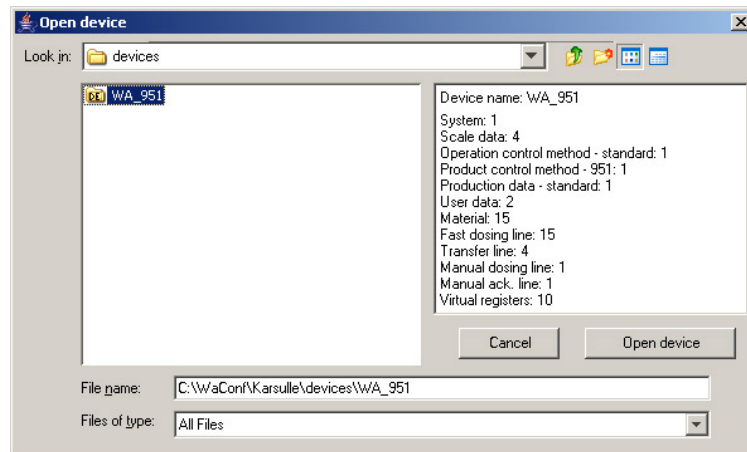 Open device
Look in: devices
WA_951
Device name: WA_951
System: 1
Scale data: 4
Operation control method - standard: 1
Product control method - 951: 1
Production data - standard: 1
User data: 2
Material: 15
Fast dosing line: 15
Transfer line: 4
Manual dosing line: 1
Manual ack. line: 1
Virtual registers: 10
Cancel Open device
File name: C:\WaConf\Karsulle\devices\WA_951
Files of type: All Files